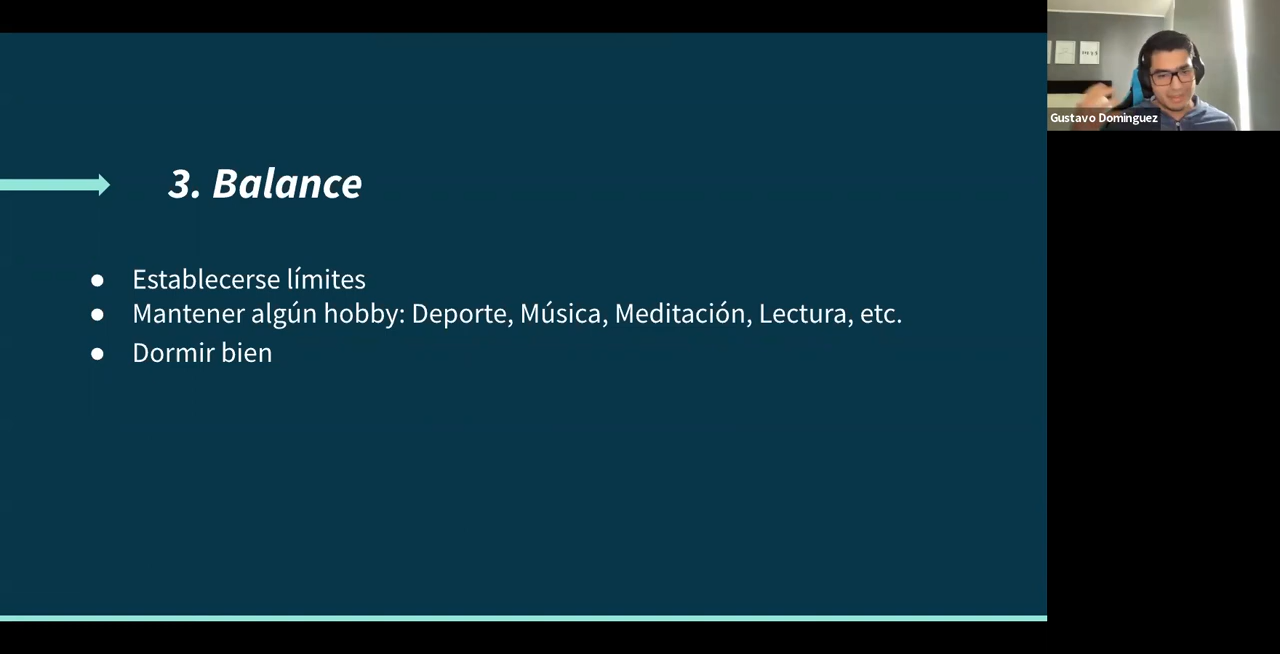 3. Balance
● Establecerse límites
● Mantener algún hobby: Deporte, Música, Meditación, Lectura, etc.
● Dormir bien
Gustavo Dominguez